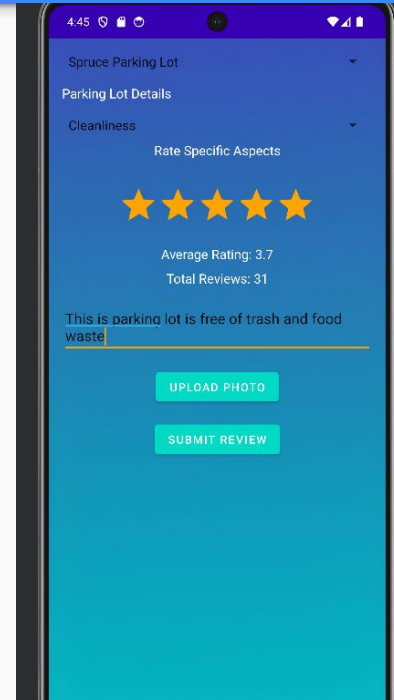 4:45
Spruce Parking Lot
Parking Lot Details
Cleanliness
Rate Specific Aspects
Average Rating: 3.7
Total Reviews: 31
This is parking lot is free of trash and food
waste
UPLOAD PHOTO
SUBMIT REVIEW